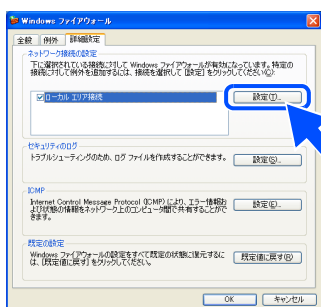 Windows ファイアウォール
全般
例外
詳細設定
ネットワーク接続の設定
下に選択されている接続に対して Windows ファイアウォールが有効になっています。特定の
接続に対して例外を追加するには、接続を選択して [設定] をクリックしてください(C):
ローカル エリア接続
設定(T)...
セキュリティのログ
トラブルシューティングのため、ログ ファイルを作成することができます。
設定(S)...
ICMP
Internet Control Message Protocol (ICMP) により、エラー情報お
よび状態の情報をネットワーク上のコンピュータ間で共有することがで
きます。
設定(E)...
既定の設定
Windows ファイアウォールの設定をすべて既定の状態に復元するに
は、[既定値に戻す] をクリックしてください。
既定値に戻す(R)
OK
キャンセル